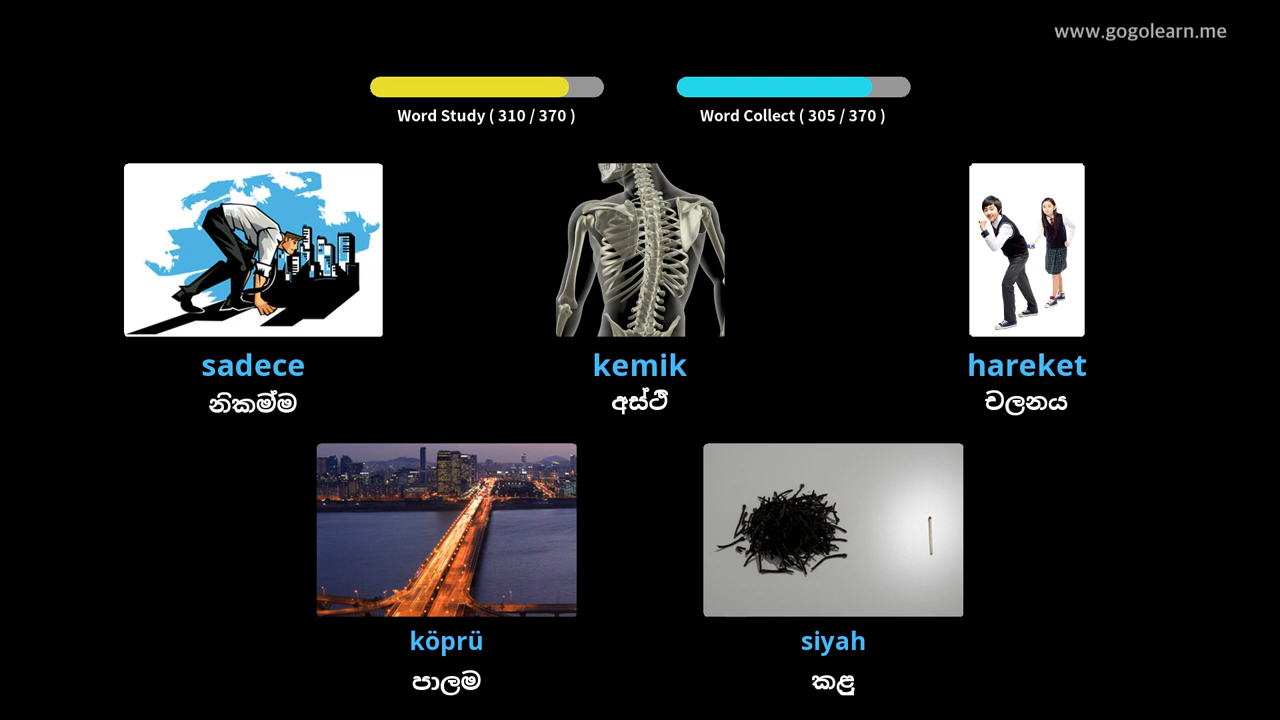 www.gogolearn.me
Word Study ( 310 / 370 )
Word Collect ( 305 / 370 )
sadece
නිකම්ම
kemik
අස්ථි
hareket
චලනය
köprü
පාලම
siyah
කළු